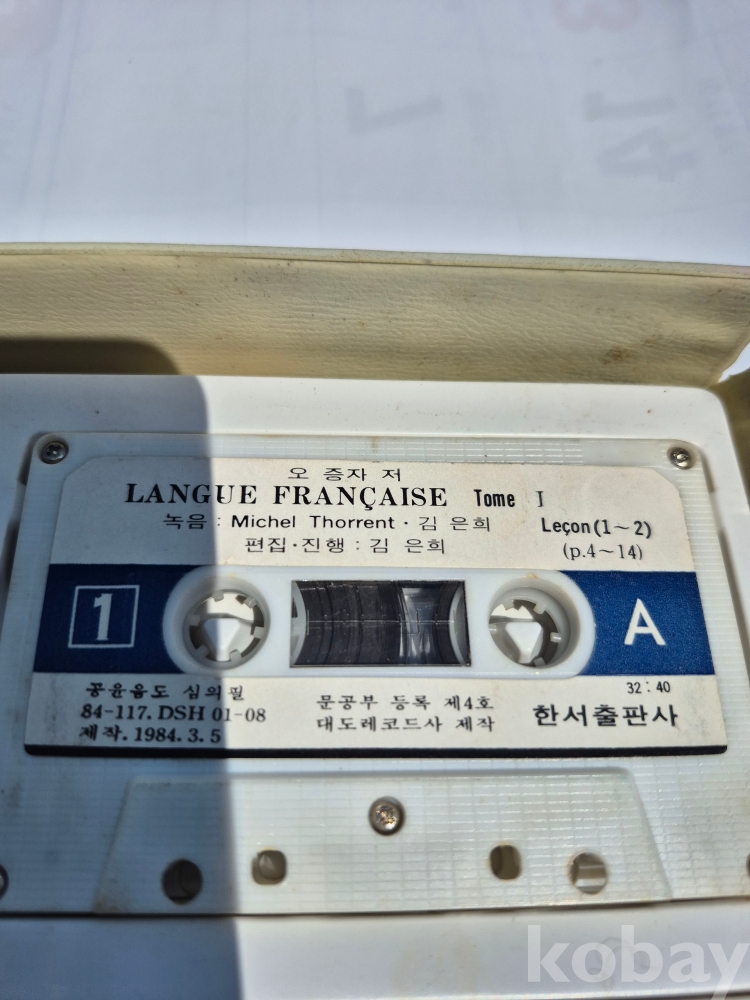 오 증자 저
LANGUE FRANÇAISE Tome I
녹음 : Michel Thorrent · 김 은희
편집·진행 : 김 은희
Leçon(1~2)
(p.4~14)
1
A
공윤율도 심의필
84-117. DSH 01-08
제작. 1984. 3. 5
문공부 등록 제4호
대도레코드사 제작
32:40
한서출판사
kobay